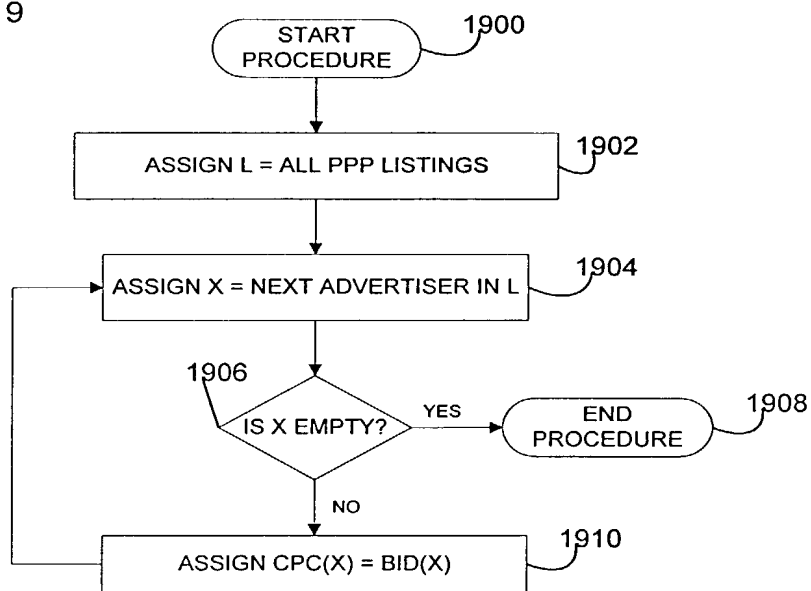 9
START
PROCEDURE
1900
ASSIGN L = ALL PPP LISTINGS
1902
ASSIGN X = NEXT ADVERTISER IN L
1904
1906
IS X EMPTY?
YES
END
PROCEDURE
1908
NO
ASSIGN CPC(X) = BID(X)
1910